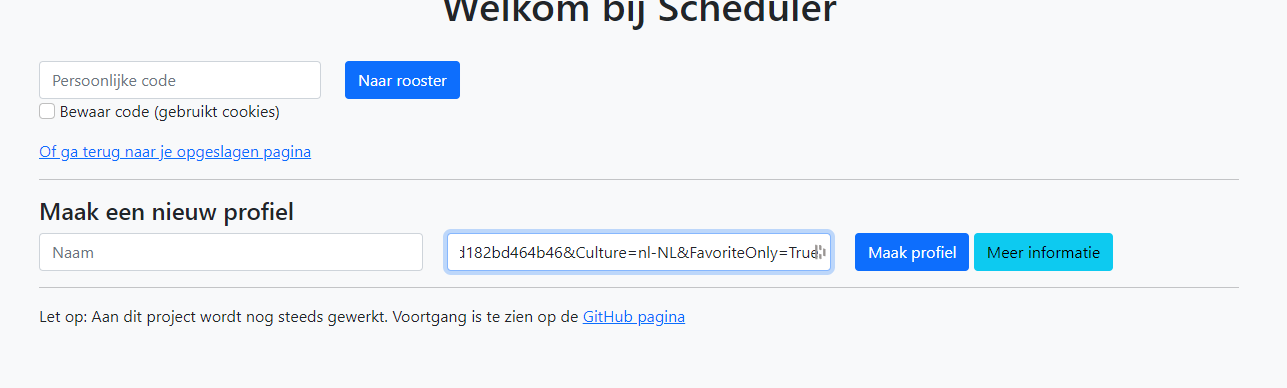 Welkom bij Scheduler
Persoonlijke code
Naar rooster
Bewaar code (gebruikt cookies)
Of ga terug naar je opgeslagen pagina
Maak een nieuw profiel
Naam
d182bd464b46&Culture=nl-NL&FavoriteOnly=True
Maak profiel
Meer informatie
Let op: Aan dit project wordt nog steeds gewerkt. Voortgang is te zien op de GitHub pagina